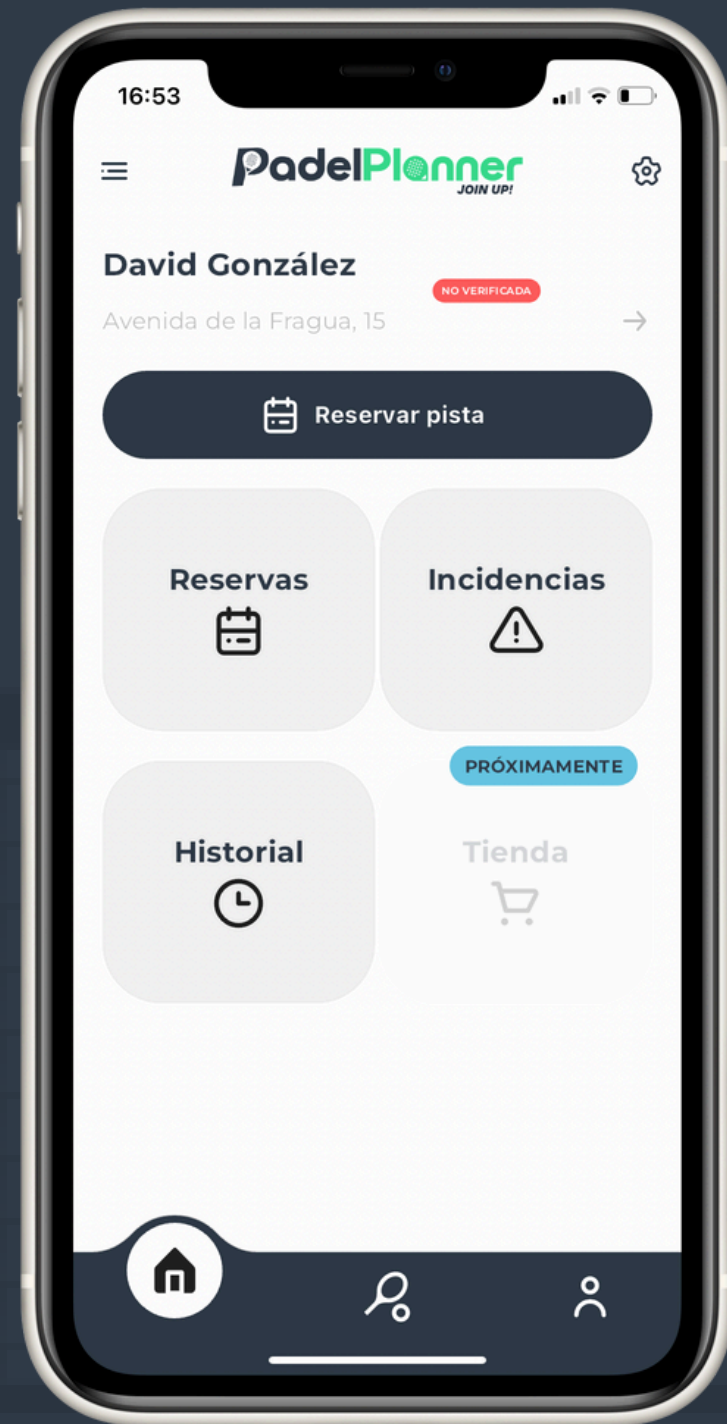 16:53
PadelPlanner
JOIN UP!
David González
NO VERIFICADA
Avenida de la Fragua, 15
Reservar pista
Reservas
Incidencias
PRÓXIMAMENTE
Historial
Tienda